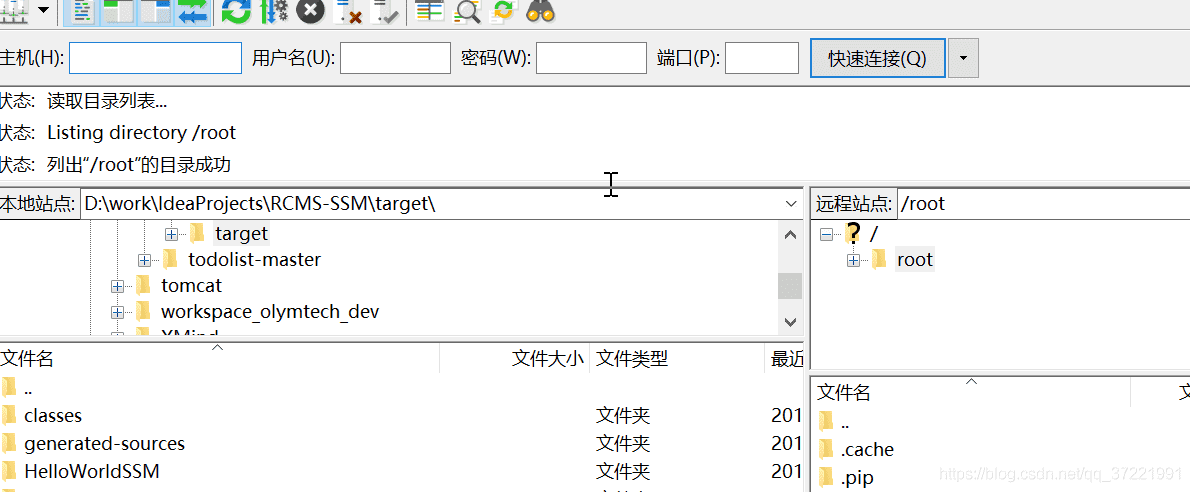 主机(H): 用户名(U): 密码(W): 端口(P): 快速连接(Q)
状态: 读取目录列表...
状态: Listing directory /root
状态: 列出“/root”的目录成功
本地站点: D:\work\IdeaProjects\RCMS-SSM\target\
target
todolist-master
tomcat
workspace_olymtech_dev
XMind
文件名 文件大小 文件类型 最近
..
classes 文件夹 201
generated-sources 文件夹 201
HelloWorldSSM 文件夹 201
远程站点: /root
? /
root
文件名
..
.cache
.pip
https://blog.csdn.net/qq_37221991